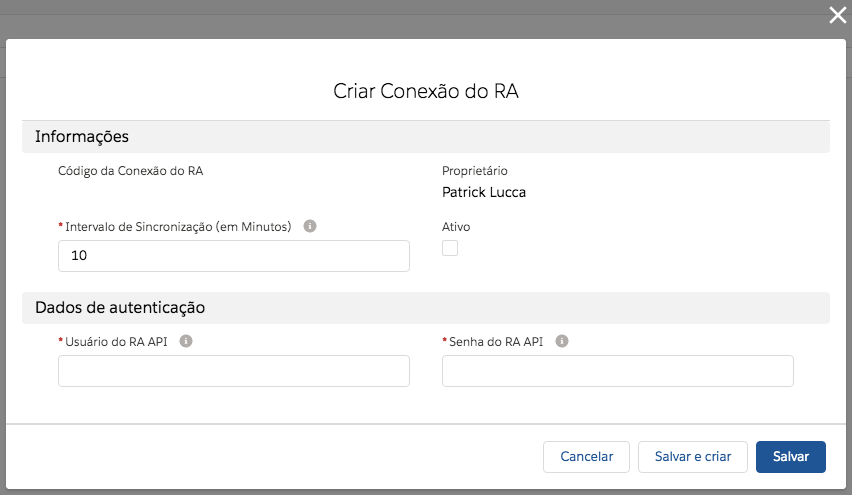 Criar Conexão do RA
Informações
Código da Conexão do RA
Proprietário
Patrick Lucca
* Intervalo de Sincronização (em Minutos)
Ativo
10
Dados de autenticação
* Usuário do RA API
* Senha do RA API
Cancelar
Salvar e criar
Salvar